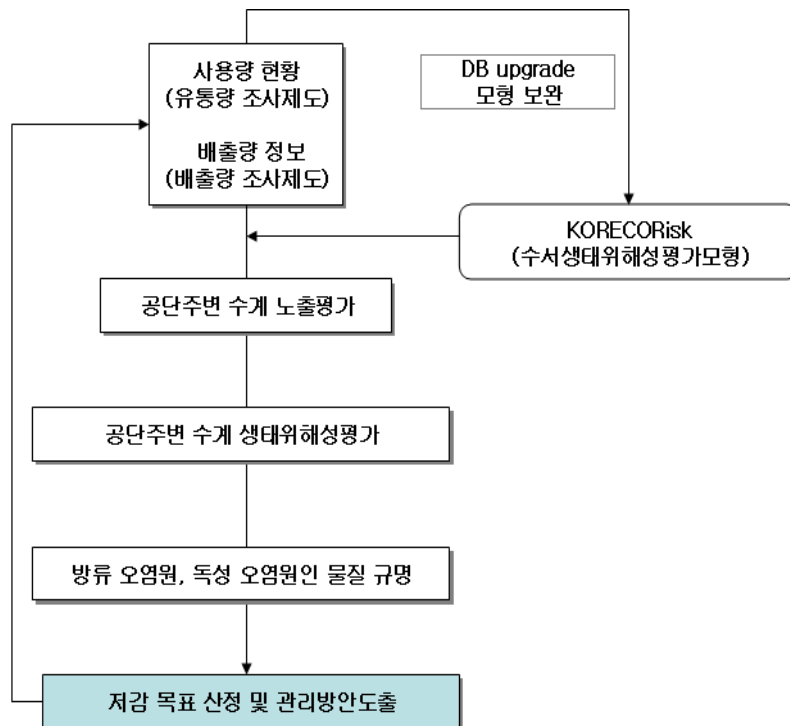 사용량 현황
(유통량 조사제도)
배출량 정보
(배출량 조사제도)
DB upgrade
모형 보완
KORECORisk
(수서생태위해성평가모형)
공단주변 수계 노출평가
공단주변 수계 생태위해성평가
방류 오염원, 독성 오염원인 물질 규명
저감 목표 산정 및 관리방안도출